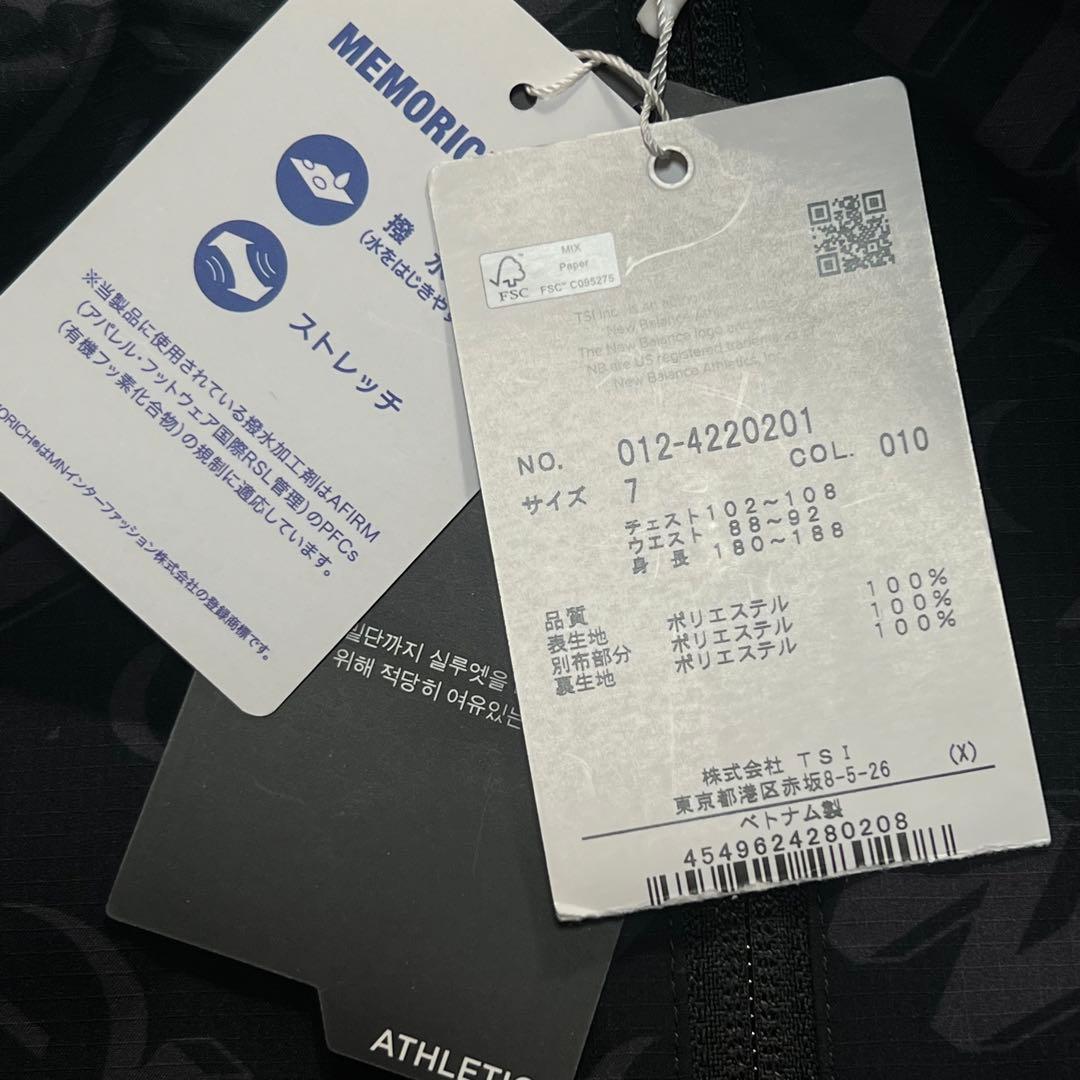 MEMORIC
撥 水
(水をはじきや
ストレッチ
※当製品に使用されている撥水加工剤はAFIRM
(アパレル・フットウェア国際RSL管理)のPFCs
(有機フッ素化合物)の規制に適応しています。
ORICH®はMNインターファッション株式会社の登録商標です。
일단까지 실루엣을
위해 적당히 여유있는
ATHLETIC
FSC
MIX
Paper
FSC™ C095275
TSI Inc. is an
New Balance
The New Balance logo
NB are US registered
New Balance Athletics,
NO. 012-4220201
COL. 010
サイズ 7
チェスト 102~108
ウエスト 88~92
身 長 180~188
品質
表生地 ポリエステル 100%
別布部分 ポリエステル 100%
裏生地 ポリエステル 100%
株式会社 TSI (X)
東京都港区赤坂8-5-26
ベトナム製
4549624280208